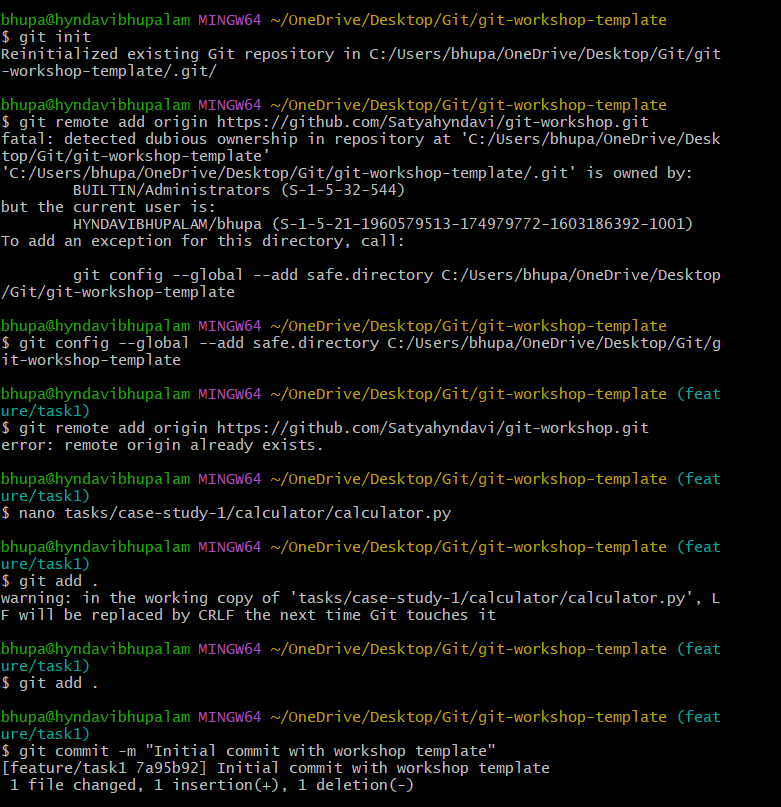 bhupa@hyndavibhupalam MINGW64 ~/OneDrive/Desktop/Git/git-workshop-template
$ git init
Reinitialized existing Git repository in C:/Users/bhupa/OneDrive/Desktop/Git/git
-workshop-template/.git/

bhupa@hyndavibhupalam MINGW64 ~/OneDrive/Desktop/Git/git-workshop-template
$ git remote add origin https://github.com/Satyahyndavi/git-workshop.git
fatal: detected dubious ownership in repository at 'C:/Users/bhupa/OneDrive/Desk
top/Git/git-workshop-template'
'C:/Users/bhupa/OneDrive/Desktop/Git/git-workshop-template/.git' is owned by:
        BUILTIN/Administrators (S-1-5-32-544)
but the current user is:
        HYNDAVIBHUPALAM/bhupa (S-1-5-21-1960579513-174979772-1603186392-1001)
To add an exception for this directory, call:

        git config --global --add safe.directory C:/Users/bhupa/OneDrive/Desktop
/Git/git-workshop-template

bhupa@hyndavibhupalam MINGW64 ~/OneDrive/Desktop/Git/git-workshop-template
$ git config --global --add safe.directory C:/Users/bhupa/OneDrive/Desktop/Git/g
it-workshop-template

bhupa@hyndavibhupalam MINGW64 ~/OneDrive/Desktop/Git/git-workshop-template (feat
ure/task1)
$ git remote add origin https://github.com/Satyahyndavi/git-workshop.git
error: remote origin already exists.

bhupa@hyndavibhupalam MINGW64 ~/OneDrive/Desktop/Git/git-workshop-template (feat
ure/task1)
$ nano tasks/case-study-1/calculator/calculator.py

bhupa@hyndavibhupalam MINGW64 ~/OneDrive/Desktop/Git/git-workshop-template (feat
ure/task1)
$ git add .
warning: in the working copy of 'tasks/case-study-1/calculator/calculator.py', L
F will be replaced by CRLF the next time Git touches it

bhupa@hyndavibhupalam MINGW64 ~/OneDrive/Desktop/Git/git-workshop-template (feat
ure/task1)
$ git add .

bhupa@hyndavibhupalam MINGW64 ~/OneDrive/Desktop/Git/git-workshop-template (feat
ure/task1)
$ git commit -m "Initial commit with workshop template"
[feature/task1 7a95b92] Initial commit with workshop template
 1 file changed, 1 insertion(+), 1 deletion(-)